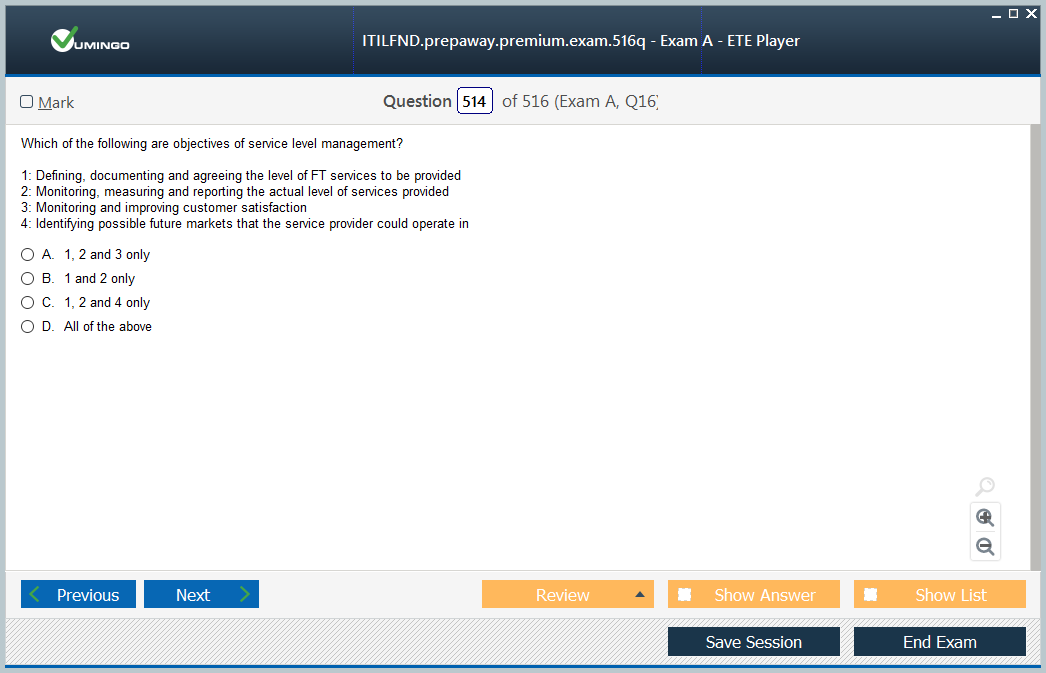 VUMINGO
ITILFND.prepaway.premium.exam.516q - Exam A - ETE Player
Mark
Question 514 of 516 (Exam A, Q16)
Which of the following are objectives of service level management?
1: Defining, documenting and agreeing the level of FT services to be provided
2: Monitoring, measuring and reporting the actual level of services provided
3: Monitoring and improving customer satisfaction
4: Identifying possible future markets that the service provider could operate in
A. 1, 2 and 3 only
B. 1 and 2 only
C. 1, 2 and 4 only
D. All of the above
Previous Next Review Show Answer Show List
Save Session End Exam